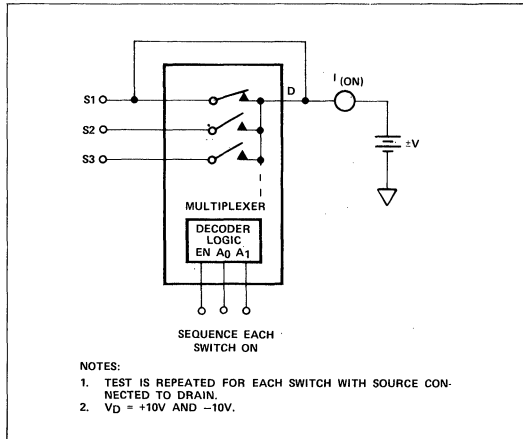 I (ON)
D
S1
S2
S3
±V
MULTIPLEXER
DECODER
LOGIC
EN A0 A1
SEQUENCE EACH
SWITCH ON
NOTES:
1. TEST IS REPEATED FOR EACH SWITCH WITH SOURCE CON-
NECTED TO DRAIN.
2. VD = +10V AND −10V.